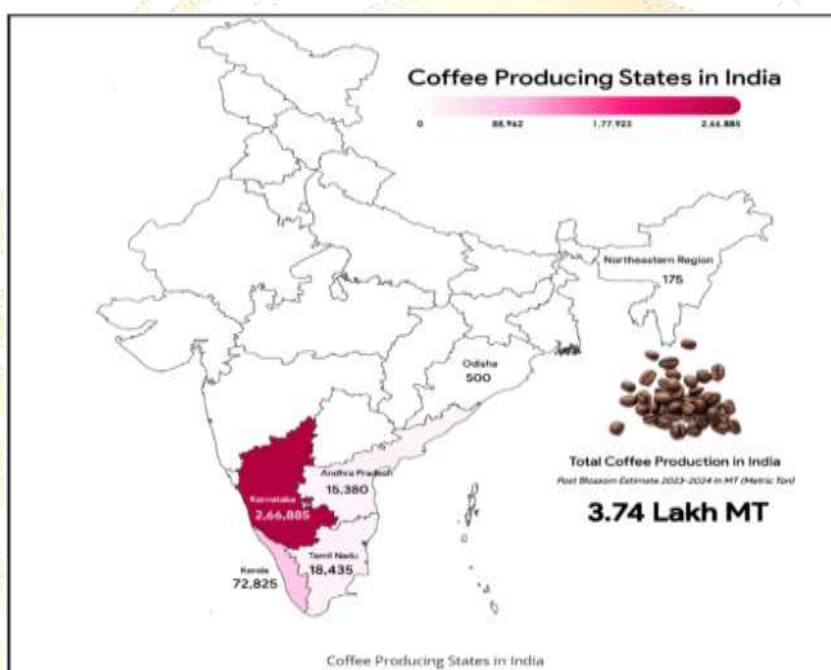 Coffee Producing States in India
0 88,962 1,77,923 2,66,885
Northeastern Region
175
Odisha
500
Total Coffee Production in India
Post Blossom Estimate 2023-2024 in MT (Metric Ton)
3.74 Lakh MT
Andhra Pradesh
15,380
Karnataka
2,66,885
Tamil Nadu
18,435
Kerala
72,825
Coffee Producing States in India